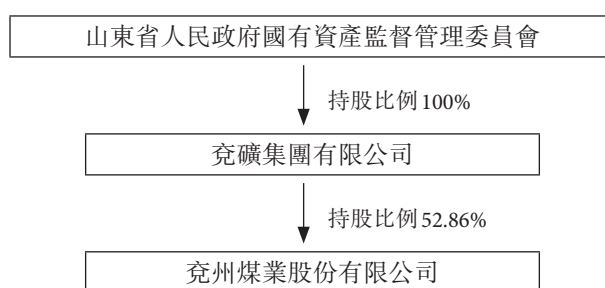 山東省人民政府國有資產監督管理委員會
持股比例100%
兗礦集團有限公司
持股比例52.86%
兗州煤業股份有限公司